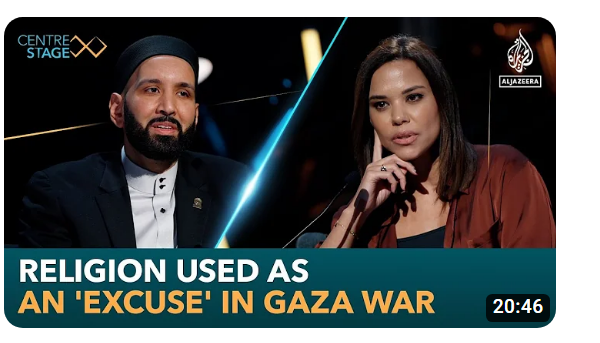 CENTRE
STAGE
ALJAZEERA
RELIGION USED AS
AN 'EXCUSE' IN GAZA WAR
20:46